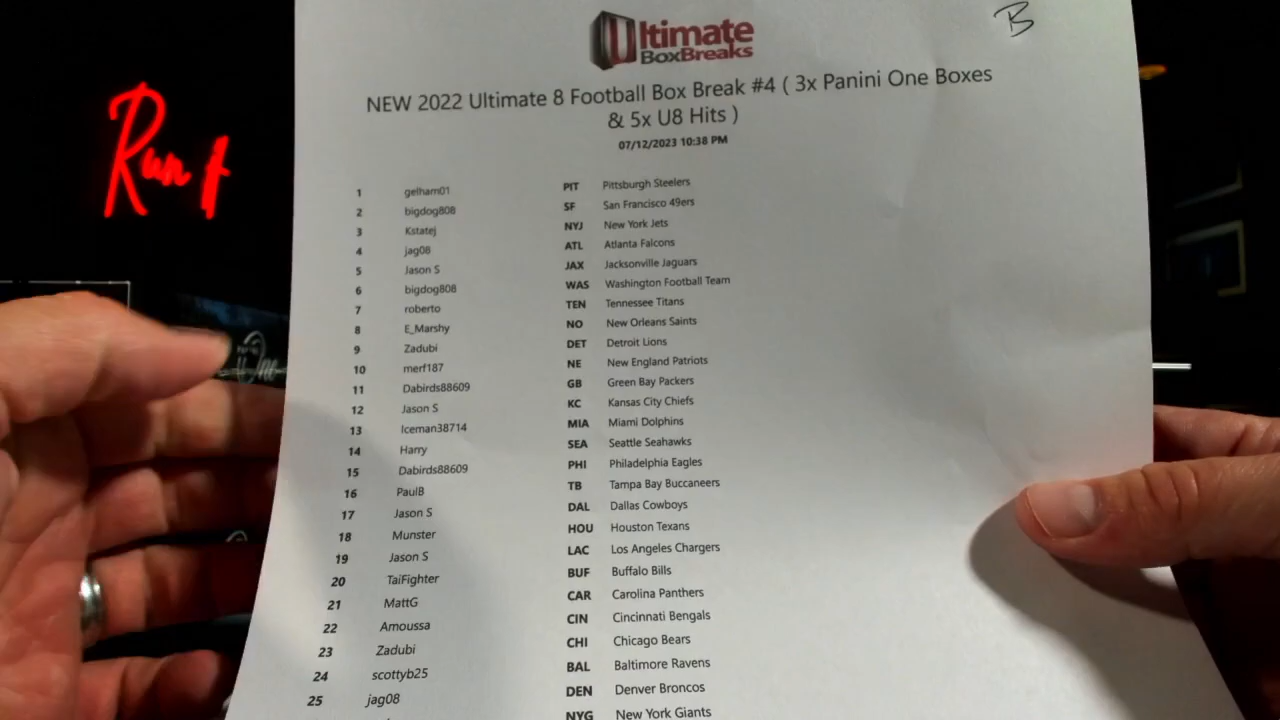 B
Ultimate
BoxBreaks
NEW 2022 Ultimate 8 Football Box Break #4 ( 3x Panini One Boxes
& 5x U8 Hits )
07/12/2023 10:38 PM
1 gelham01 PIT Pittsburgh Steelers
2 bigdog808 SF San Francisco 49ers
3 Kstatej NYJ New York Jets
4 jag08 ATL Atlanta Falcons
5 Jason S JAX Jacksonville Jaguars
6 bigdog808 WAS Washington Football Team
7 roberto TEN Tennessee Titans
8 E_Marshy NO New Orleans Saints
9 Zadubi DET Detroit Lions
10 merf187 NE New England Patriots
11 Dabirds88609 GB Green Bay Packers
12 Jason S KC Kansas City Chiefs
13 Iceman38714 MIA Miami Dolphins
14 Harry SEA Seattle Seahawks
15 Dabirds88609 PHI Philadelphia Eagles
16 PaulB TB Tampa Bay Buccaneers
17 Jason S DAL Dallas Cowboys
18 Munster HOU Houston Texans
19 Jason S LAC Los Angeles Chargers
20 TaiFighter BUF Buffalo Bills
21 MattG CAR Carolina Panthers
22 Amoussa CIN Cincinnati Bengals
23 Zadubi CHI Chicago Bears
24 scottyb25 BAL Baltimore Ravens
25 jag08 DEN Denver Broncos
NYG New York Giants
Run
One